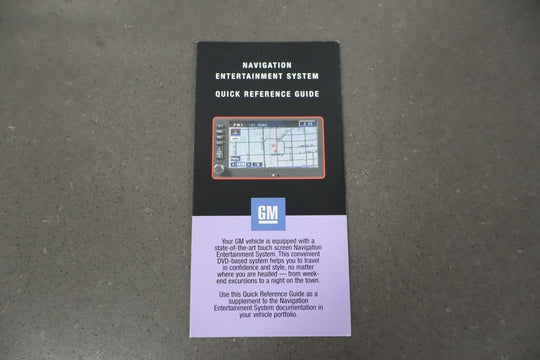 NAVIGATION
ENTERTAINMENT SYSTEM
QUICK REFERENCE GUIDE
GM
Your GM vehicle is equipped with a
state-of-the-art touch screen Navigation
Entertainment System. This convenient
DVD-based system helps you to travel
in confidence and style, no matter
where you are headed — from week-
end excursions to a night on the town.
Use this Quick Reference Guide as a
supplement to the Navigation
Entertainment System documentation in
your vehicle portfolio.